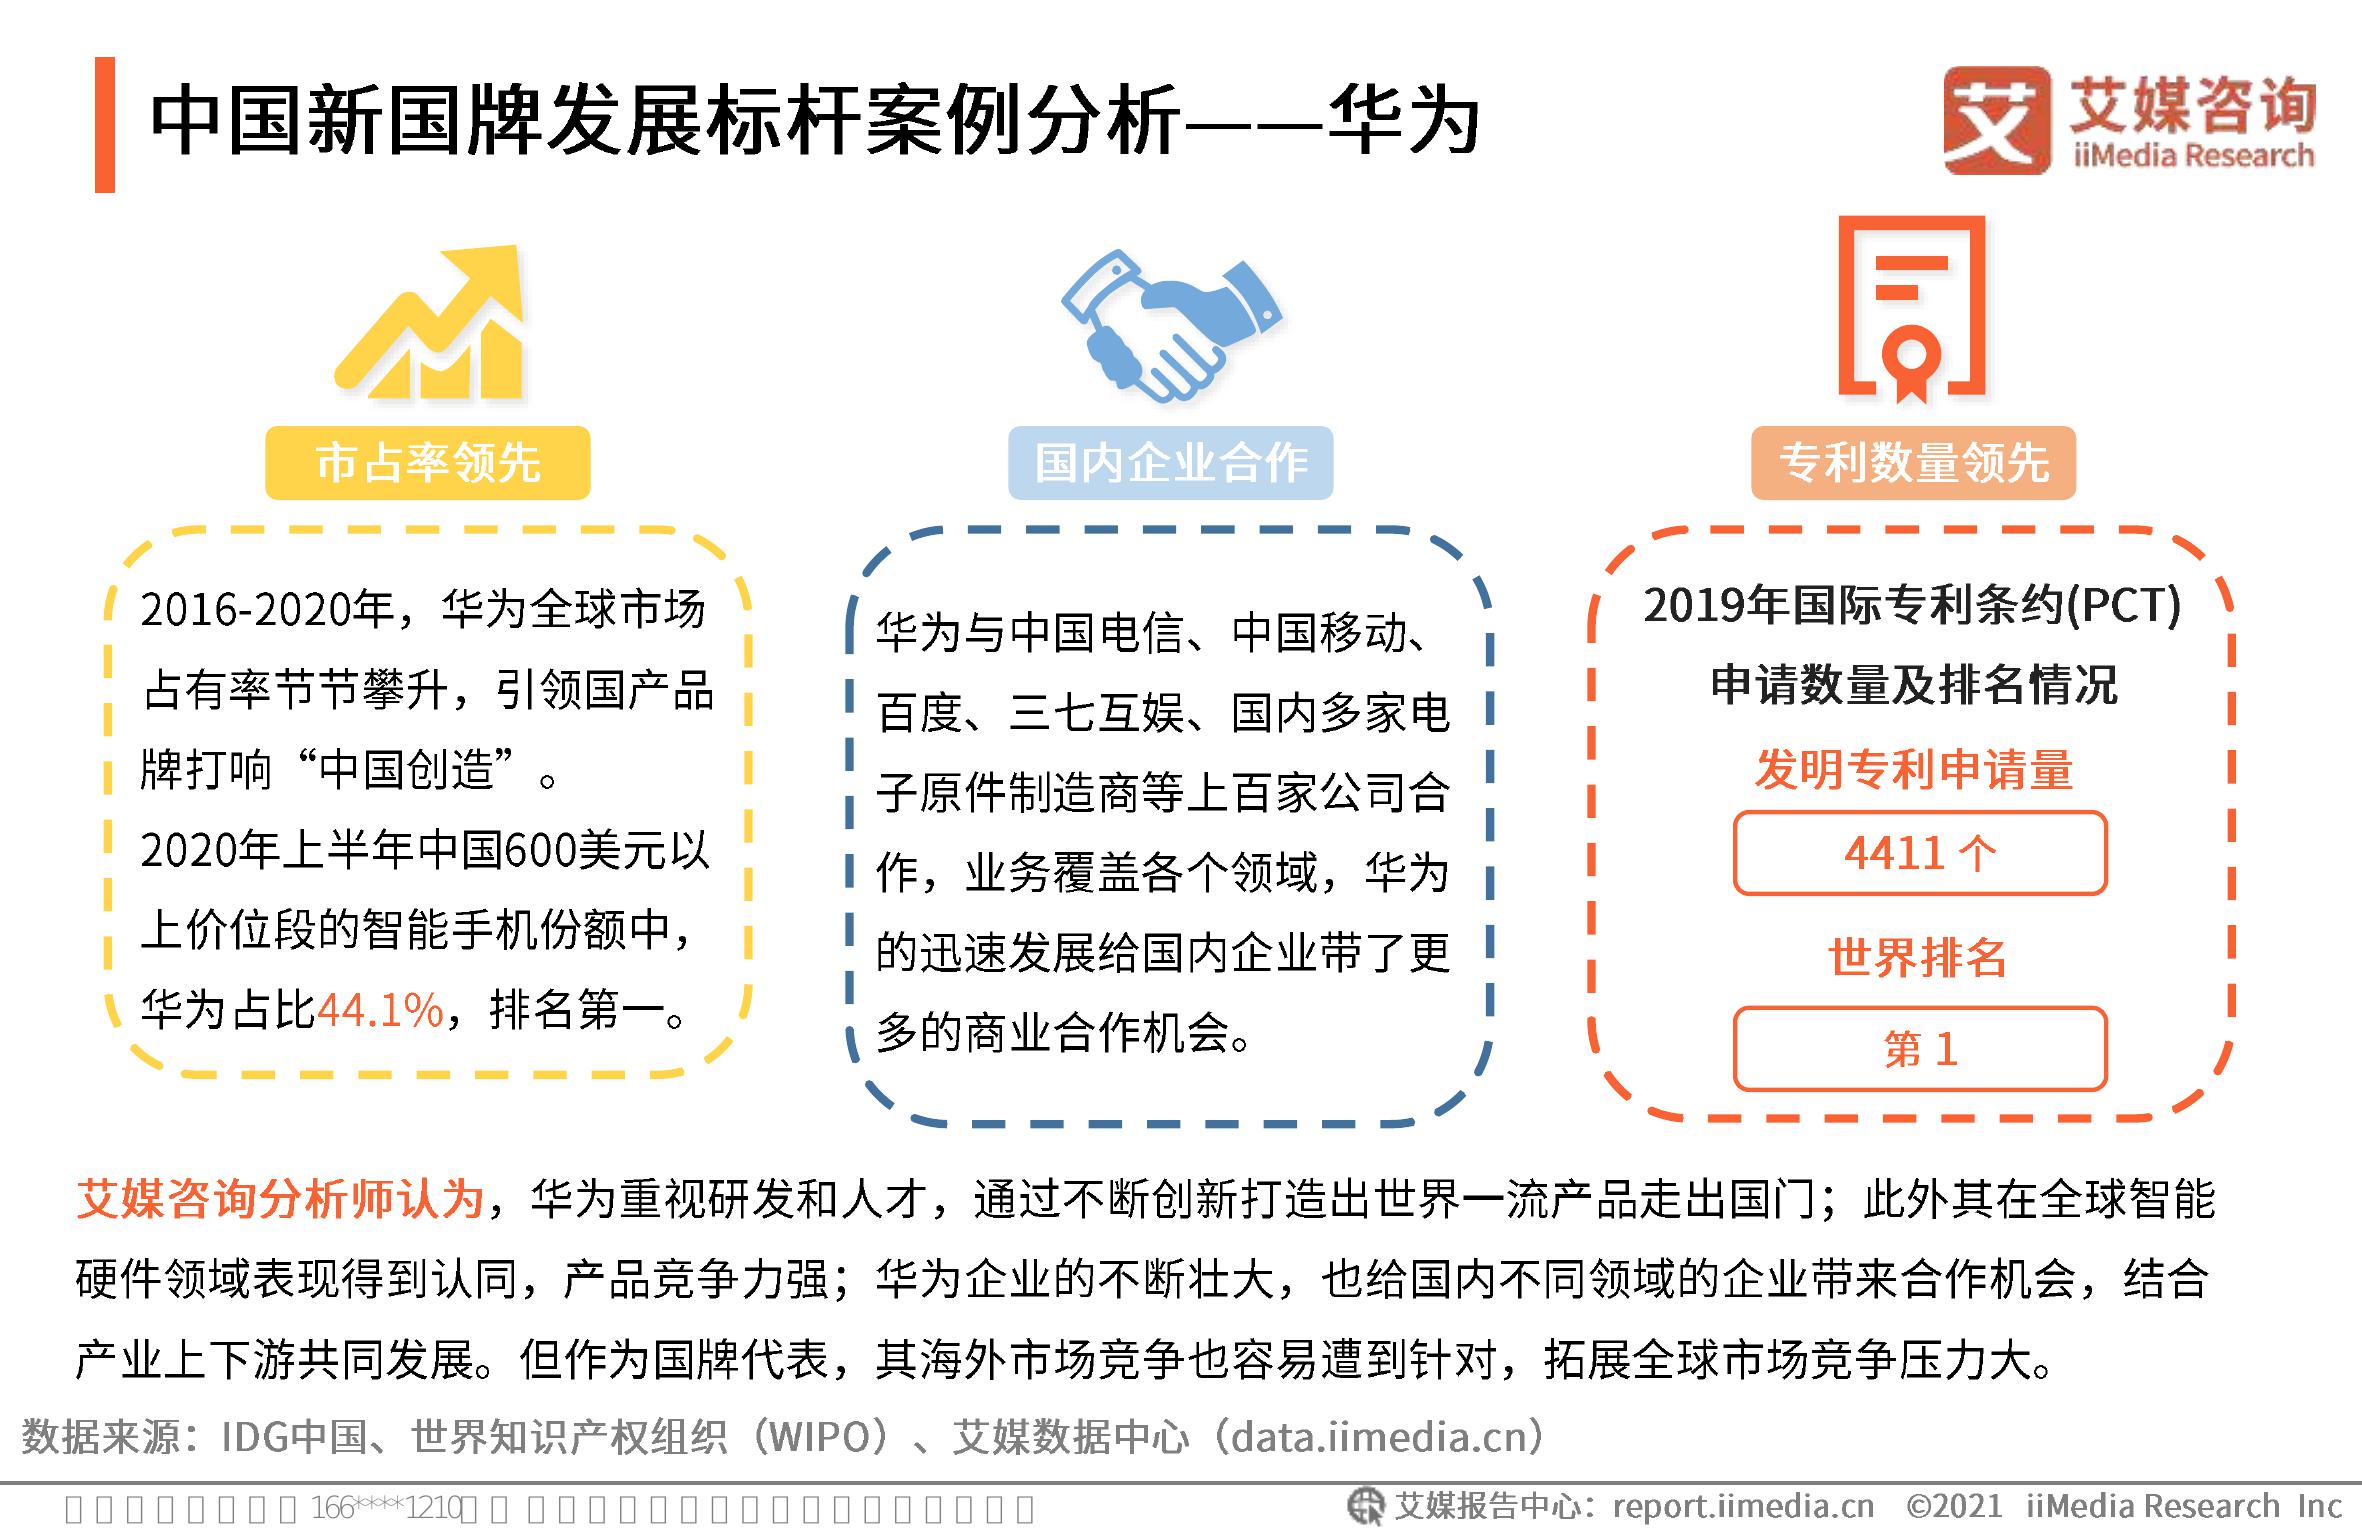 中国新国牌发展标杆案例分析——华为
艾媒咨询
iiMedia Research
市占率领先
2016-2020年，华为全球市场
占有率节节攀升，引领国产品
牌打响“中国创造”。
2020年上半年中国600美元以
上价位段的智能手机份额中，
华为占比44.1%，排名第一。
国内企业合作
华为与中国电信、中国移动、
百度、三七互娱、国内多家电
子原件制造商等上百家公司合
作，业务覆盖各个领域，华为
的迅速发展给国内企业带了更
多的商业合作机会。
专利数量领先
2019年国际专利条约(PCT)
申请数量及排名情况
发明专利申请量
4411 个
世界排名
第 1
艾媒咨询分析师认为，华为重视研发和人才，通过不断创新打造出世界一流产品走出国门；此外其在全球智能
硬件领域表现得到认同，产品竞争力强；华为企业的不断壮大，也给国内不同领域的企业带来合作机会，结合
产业上下游共同发展。但作为国牌代表，其海外市场竞争也容易遭到针对，拓展全球市场竞争压力大。
数据来源：IDG中国、世界知识产权组织（WIPO）、艾媒数据中心（data.iimedia.cn）
166****1210
艾媒报告中心：report.iimedia.cn ©2021 iiMedia Research Inc